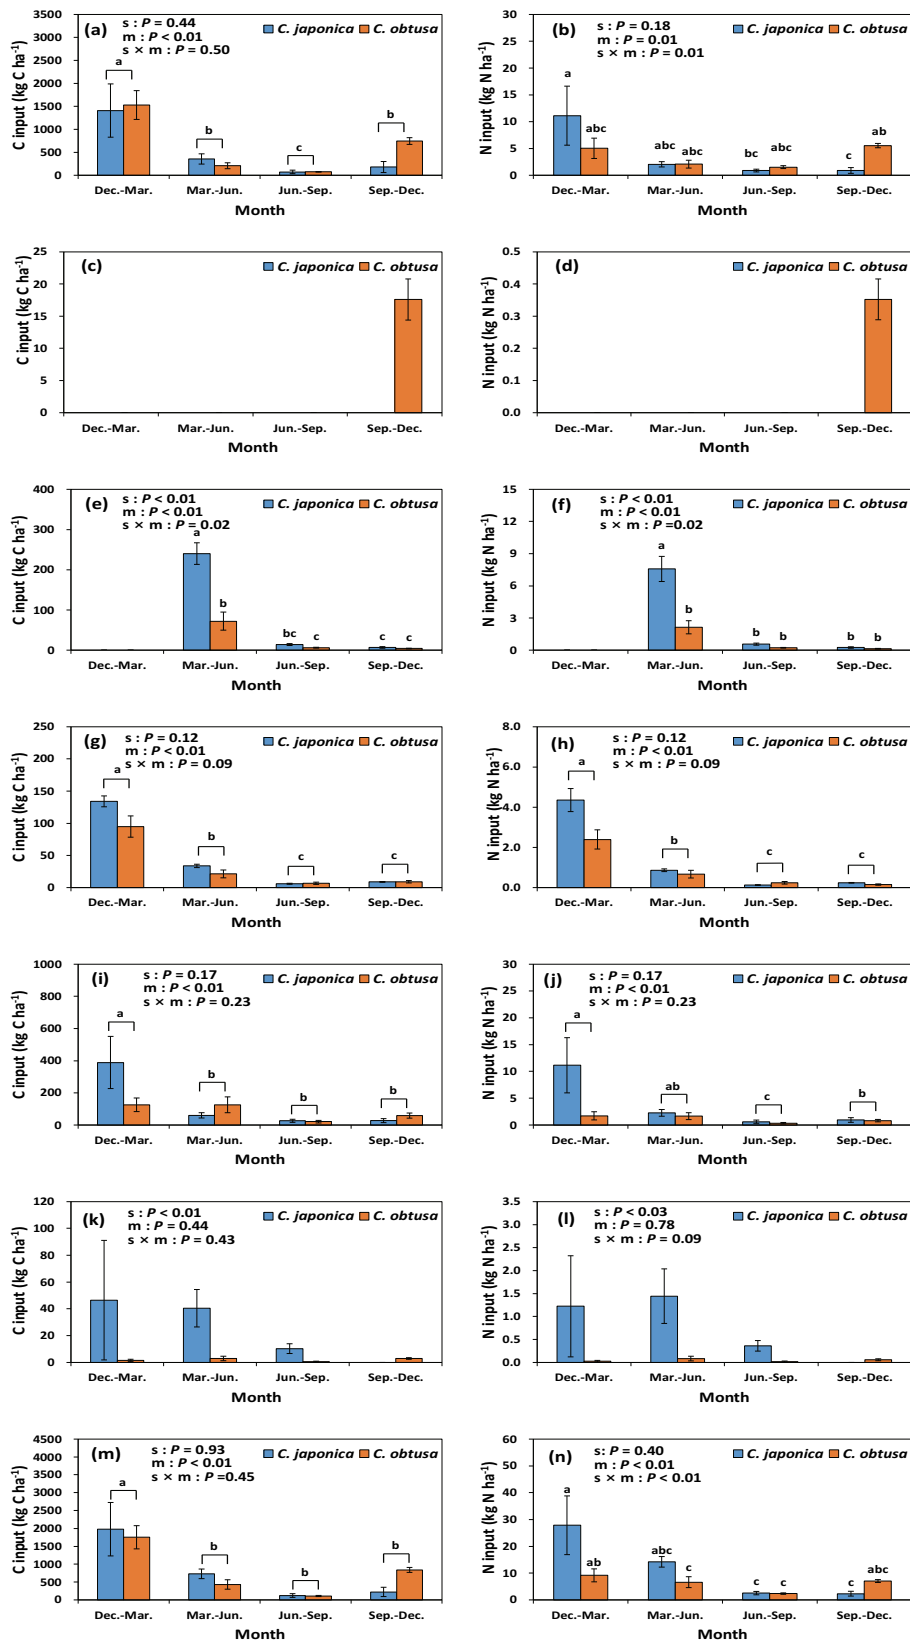 (a)
s : P = 0.44
m : P < 0.01
s × m : P = 0.50
C. japonica C. obtusa
C input (kg C ha-1)
3500
3000
2500
2000
1500
1000
500
0
a
b
c
b
Dec.-Mar. Mar.-Jun. Jun.-Sep. Sep.-Dec.
Month
(b)
s : P = 0.18
m : P = 0.01
s × m : P = 0.01
C. japonica C. obtusa
N input (kg N ha-1)
30
25
20
15
10
5
0
a abc abc abc bc abc c ab
Dec.-Mar. Mar.-Jun. Jun.-Sep. Sep.-Dec.
Month
(c)
C. japonica C. obtusa
C input (kg C ha-1)
25
20
15
10
5
0
Dec.-Mar. Mar.-Jun. Jun.-Sep. Sep.-Dec.
Month
(d)
C. japonica C. obtusa
N input (kg N ha-1)
0.5
0.4
0.3
0.2
0.1
0.0
Dec.-Mar. Mar.-Jun. Jun.-Sep. Sep.-Dec.
Month
(e)
s : P < 0.01
m : P < 0.01
s × m : P = 0.02
C. japonica C. obtusa
C input (kg C ha-1)
400
300
200
100
0
a b bc c c c
Dec.-Mar. Mar.-Jun. Jun.-Sep. Sep.-Dec.
Month
(f)
s : P < 0.01
m : P < 0.01
s × m : P =0.02
C. japonica C. obtusa
N input (kg N ha-1)
15
12
9
6
3
0
a b b b b b
Dec.-Mar. Mar.-Jun. Jun.-Sep. Sep.-Dec.
Month
(g)
s : P = 0.12
m : P < 0.01
s × m : P = 0.09
C. japonica C. obtusa
C input (kg C ha-1)
250
200
150
100
50
0
a b c c
Dec.-Mar. Mar.-Jun. Jun.-Sep. Sep.-Dec.
Month
(h)
s : P = 0.12
m : P < 0.01
s × m : P = 0.09
C. japonica C. obtusa
N input (kg N ha-1)
8.0
6.0
4.0
2.0
0.0
a b c c
Dec.-Mar. Mar.-Jun. Jun.-Sep. Sep.-Dec.
Month
(i)
s : P = 0.17
m : P < 0.01
s × m : P = 0.23
C. japonica C. obtusa
C input (kg C ha-1)
1000
800
600
400
200
0
a b b b
Dec.-Mar. Mar.-Jun. Jun.-Sep. Sep.-Dec.
Month
(j)
s : P = 0.17
m : P < 0.01
s × m : P = 0.23
C. japonica C. obtusa
N input (kg N ha-1)
30
25
20
15
10
5
0
a ab c b
Dec.-Mar. Mar.-Jun. Jun.-Sep. Sep.-Dec.
Month
(k)
s : P < 0.01
m : P = 0.44
s × m : P = 0.43
C. japonica C. obtusa
C input (kg C ha-1)
120
100
80
60
40
20
0
Dec.-Mar. Mar.-Jun. Jun.-Sep. Sep.-Dec.
Month
(l)
s : P < 0.03
m : P = 0.78
s × m : P = 0.09
C. japonica C. obtusa
N input (kg N ha-1)
3.5
3.0
2.5
2.0
1.5
1.0
0.5
0.0
Dec.-Mar. Mar.-Jun. Jun.-Sep. Sep.-Dec.
Month
(m)
s : P = 0.93
m : P < 0.01
s × m : P =0.45
C. japonica C. obtusa
C input (kg C ha-1)
4500
4000
3500
3000
2500
2000
1500
1000
500
0
a b b b
Dec.-Mar. Mar.-Jun. Jun.-Sep. Sep.-Dec.
Month
(n)
s: P = 0.40
m : P < 0.01
s × m : P < 0.01
C. japonica C. obtusa
N input (kg N ha-1)
60
50
40
30
20
10
0
a ab abc c c c c abc
Dec.-Mar. Mar.-Jun. Jun.-Sep. Sep.-Dec.
Month